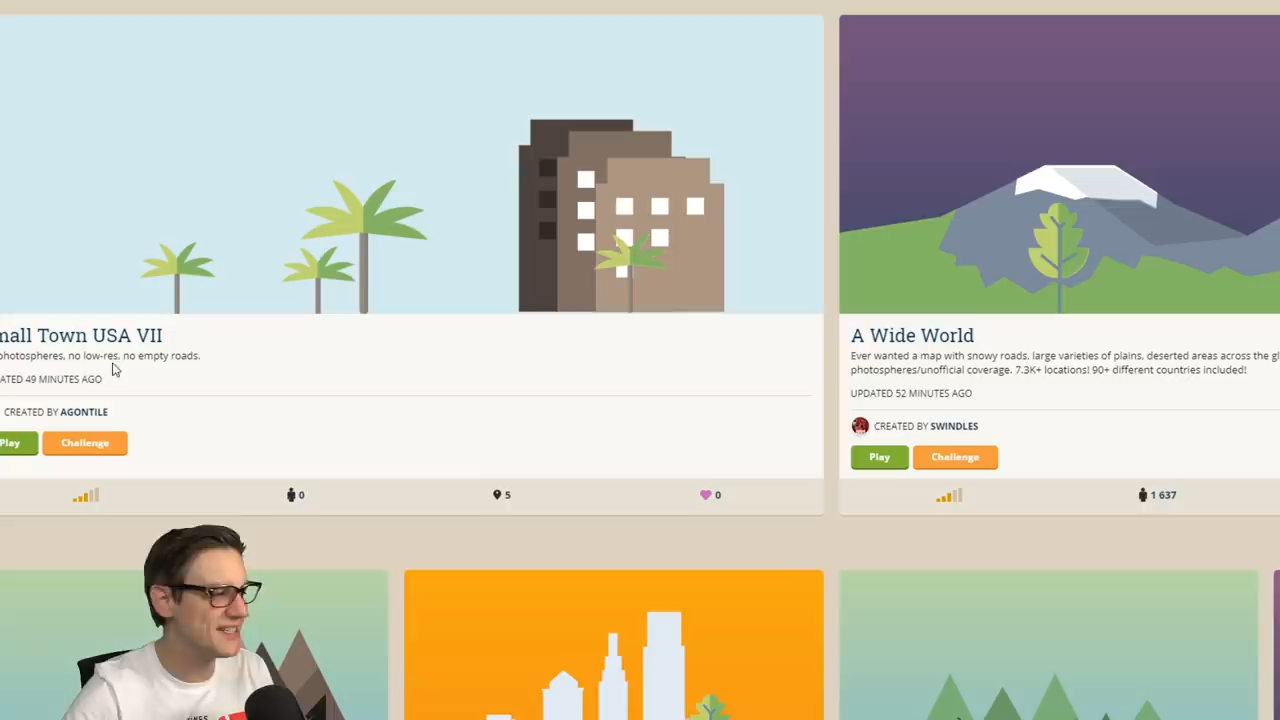 mall Town USA VII
photospheres, no low-res, no empty roads.
ATED 49 MINUTES AGO
CREATED BY AGONTILE
Play
Challenge
0
5
0
A Wide World
Ever wanted a map with snowy roads, large varieties of plains, deserted areas across the
photospheres/unofficial coverage. 7.3K+ locations! 90+ different countries included!
UPDATED 52 MINUTES AGO
CREATED BY SWINDLES
Play
Challenge
1 637